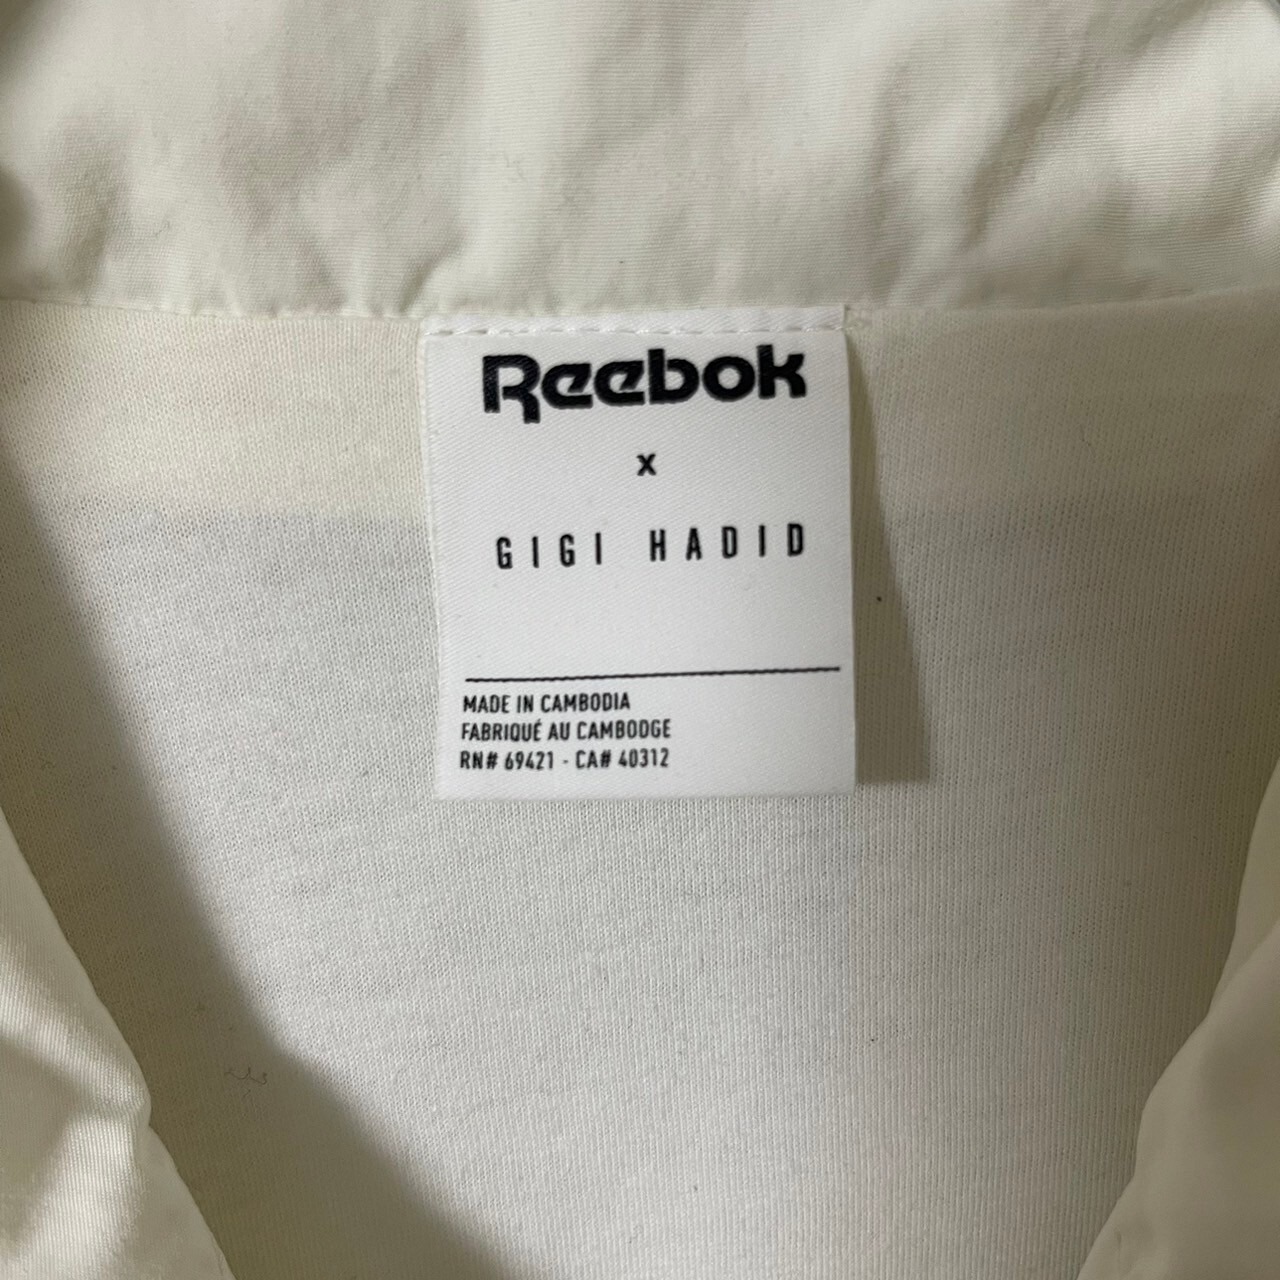 Reebok
x
GIGI HADID
MADE IN CAMBODIA
FABRIQUÉ AU CAMBODGE
RN# 69421 - CA# 40312